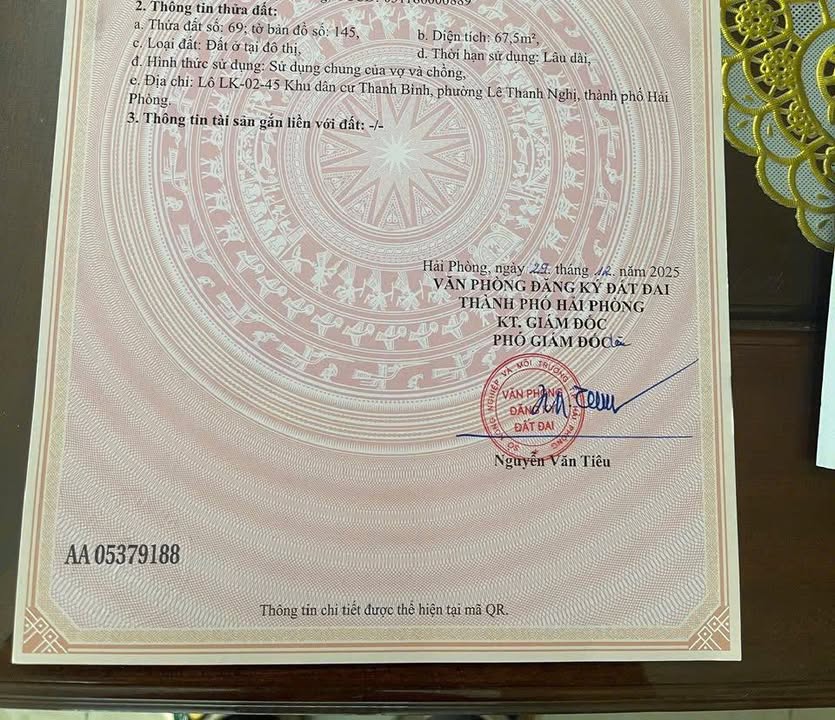 2. Thông tin thửa đất:
a. Thửa đất số: 69; tờ bản đồ số: 145,
b. Diện tích: 67,5m²,
c. Loại đất: Đất ở tại đô thị,
d. Thời hạn sử dụng: Lâu dài,
đ. Hình thức sử dụng: Sử dụng chung của vợ và chồng,
e. Địa chỉ: Lô LK-02-45 Khu dân cư Thanh Bình, phường Lê Thanh Nghị, thành phố Hải
Phòng.
3. Thông tin tài sản gắn liền với đất: -/-
Hải Phòng, ngày 29 tháng 12 năm 2025
VĂN PHÒNG ĐĂNG KÝ ĐẤT ĐAI
THÀNH PHỐ HẢI PHÒNG
KT. GIÁM ĐỐC
PHÓ GIÁM ĐỐC
VĂN PHÒNG
ĐĂNG
ĐẤT ĐAI
Nguyễn Văn Tiêu
AA 05379188
Thông tin chi tiết được thể hiện tại mã QR.